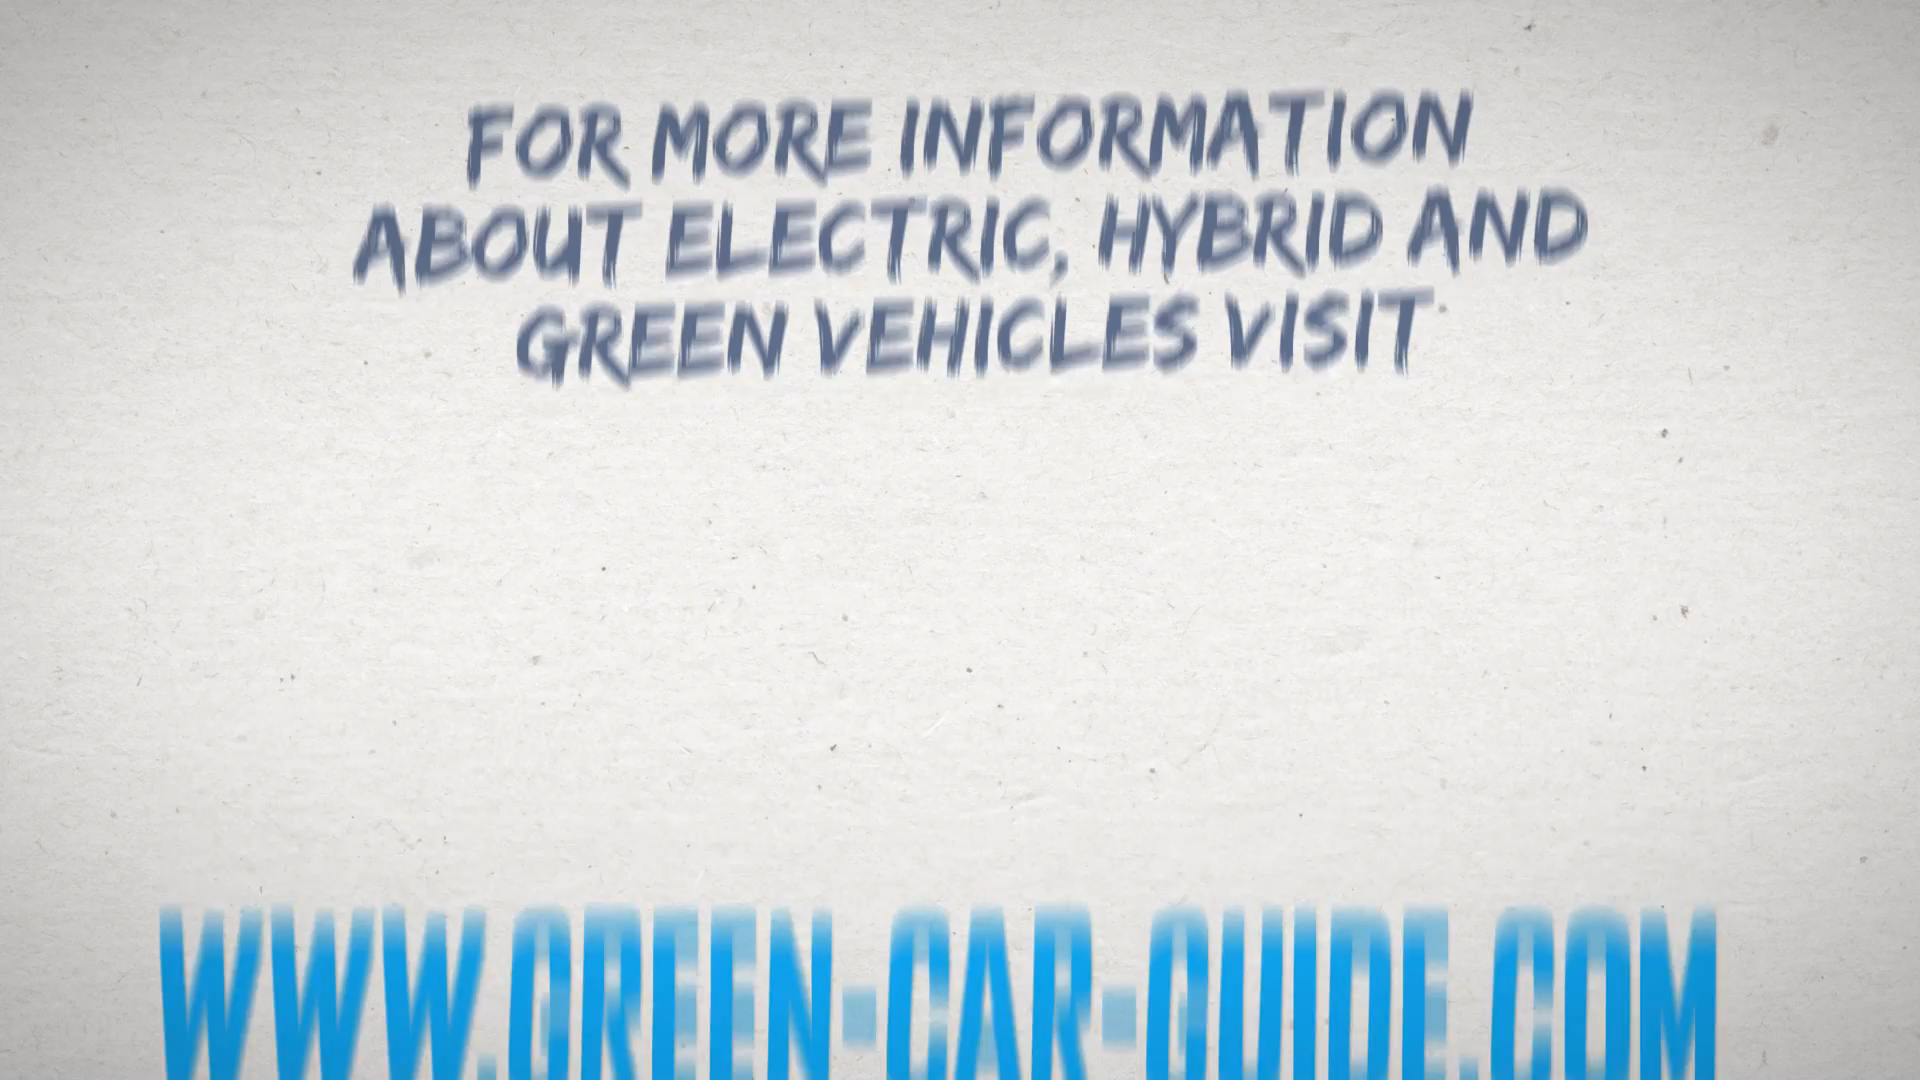 FOR MORE INFORMATION
ABOUT ELECTRIC, HYBRID AND
GREEN VEHICLES VISIT
WWW.GREEN-CAR-GUIDE.COM